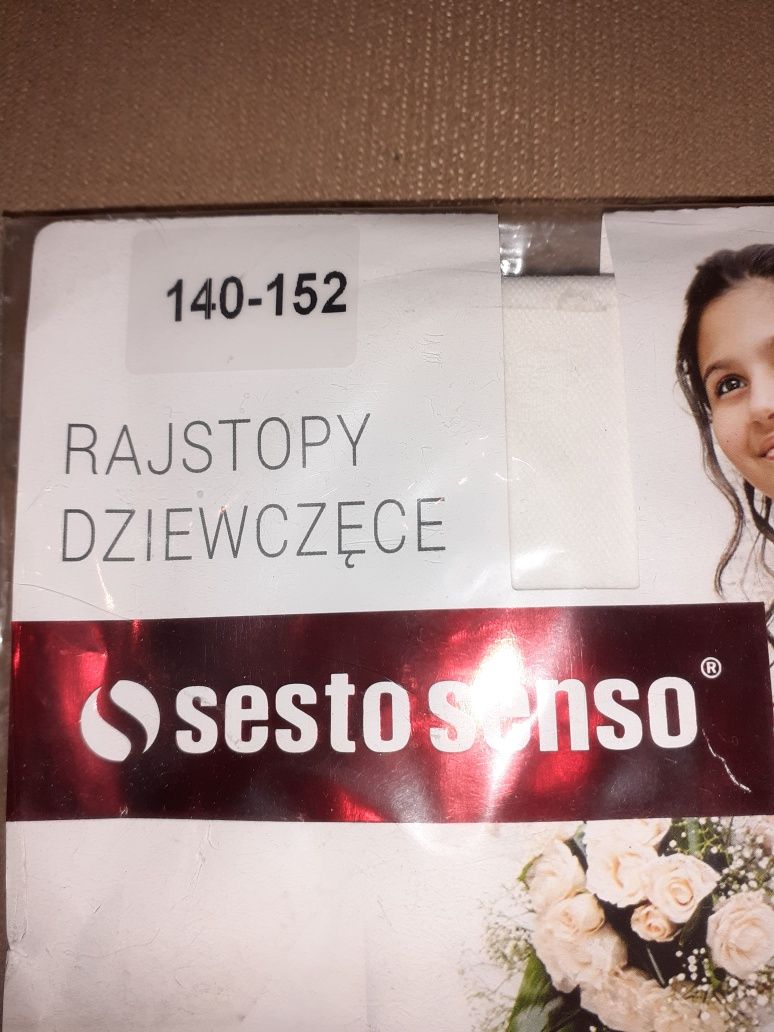 140-152
RAJSTOPY
DZIEWCZĘCE
sesto senso®